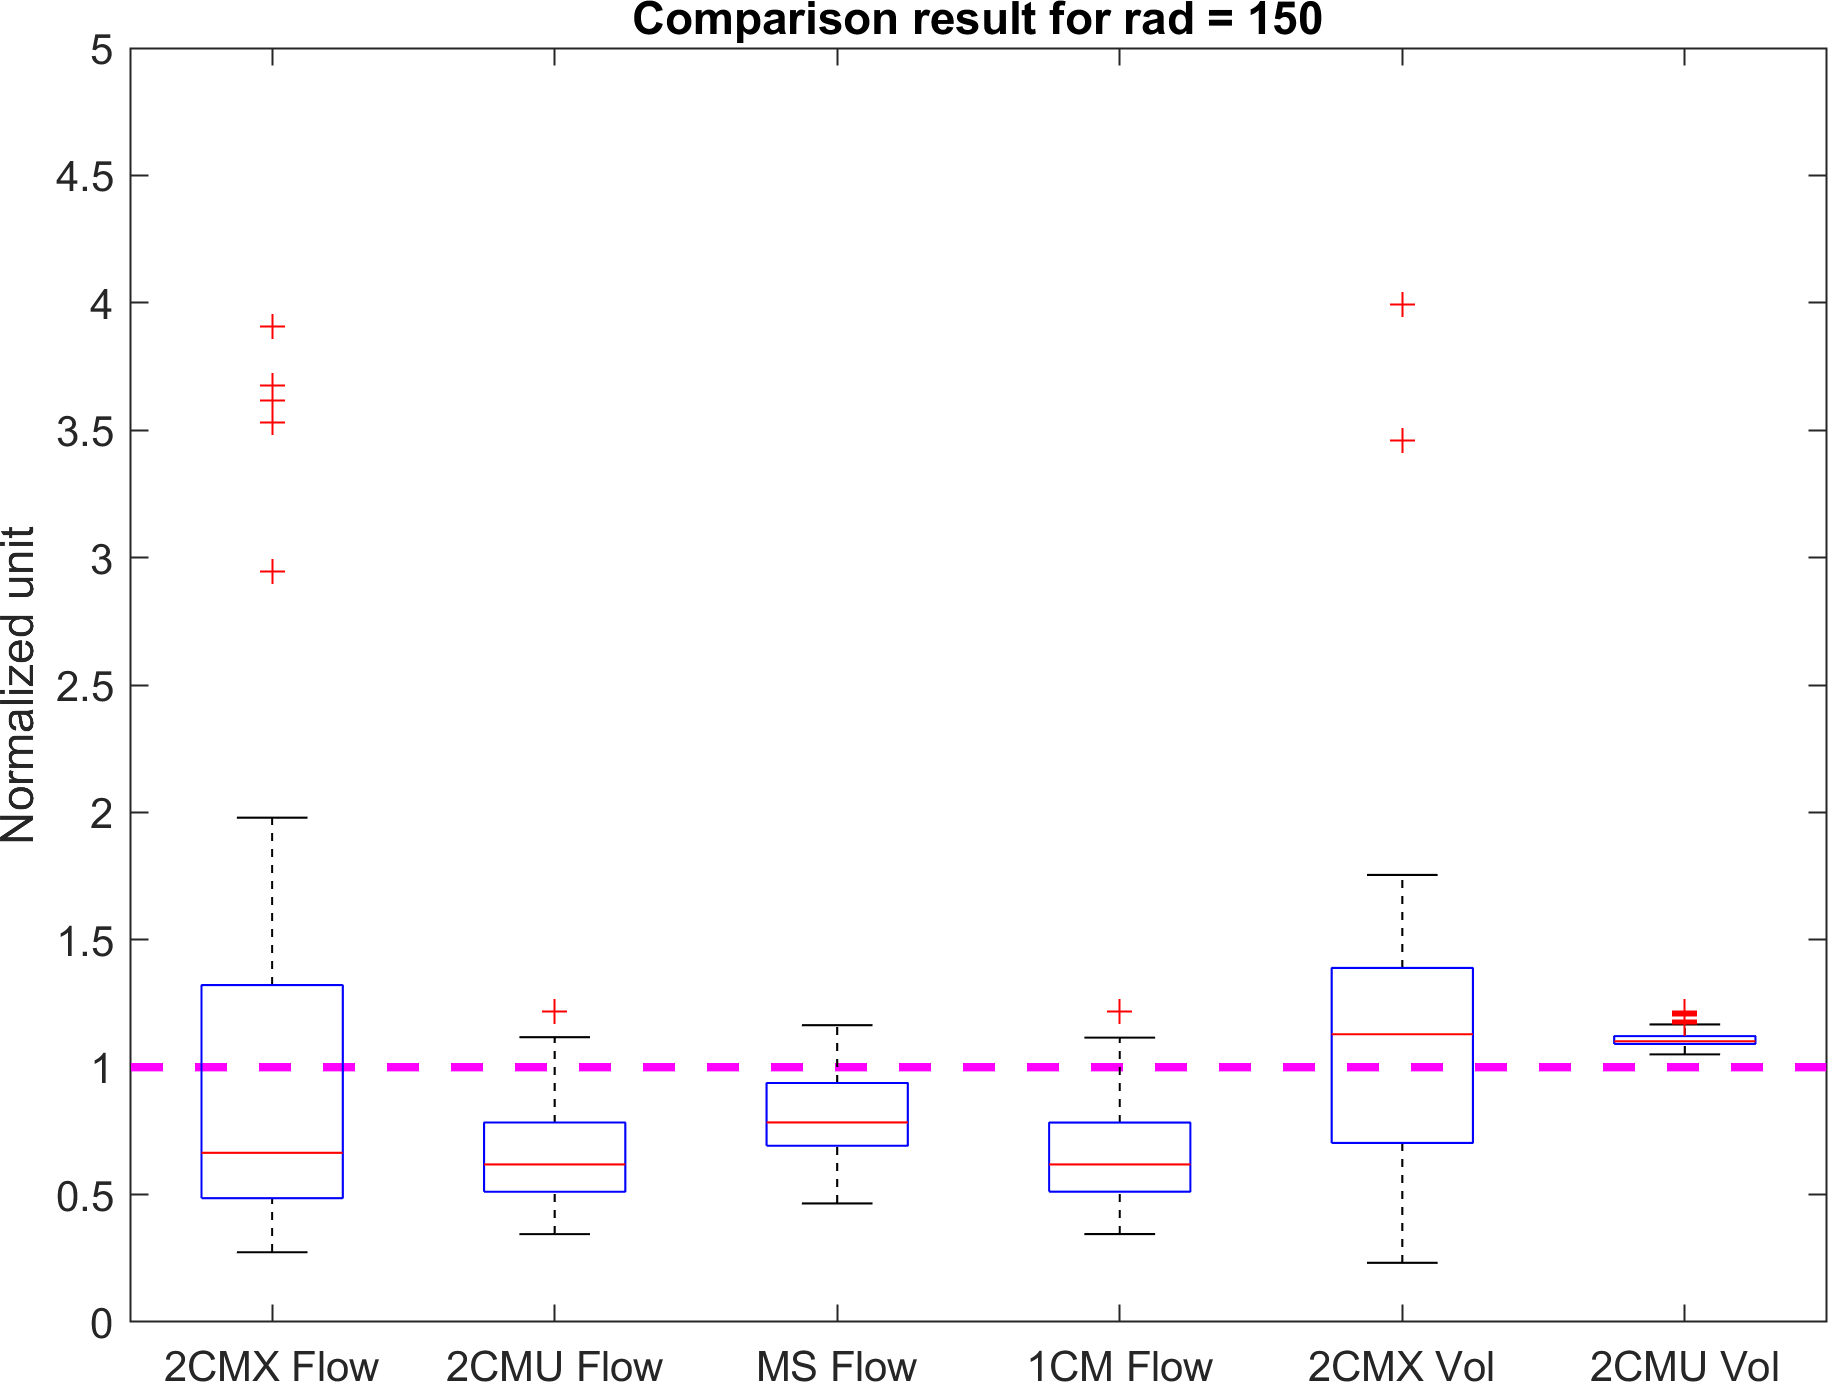 Comparison result for rad = 150
Normalized unit
5
4.5
4
3.5
3
2.5
2
1.5
1
0.5
0
2CMX Flow
2CMU Flow
MS Flow
1CM Flow
2CMX Vol
2CMU Vol